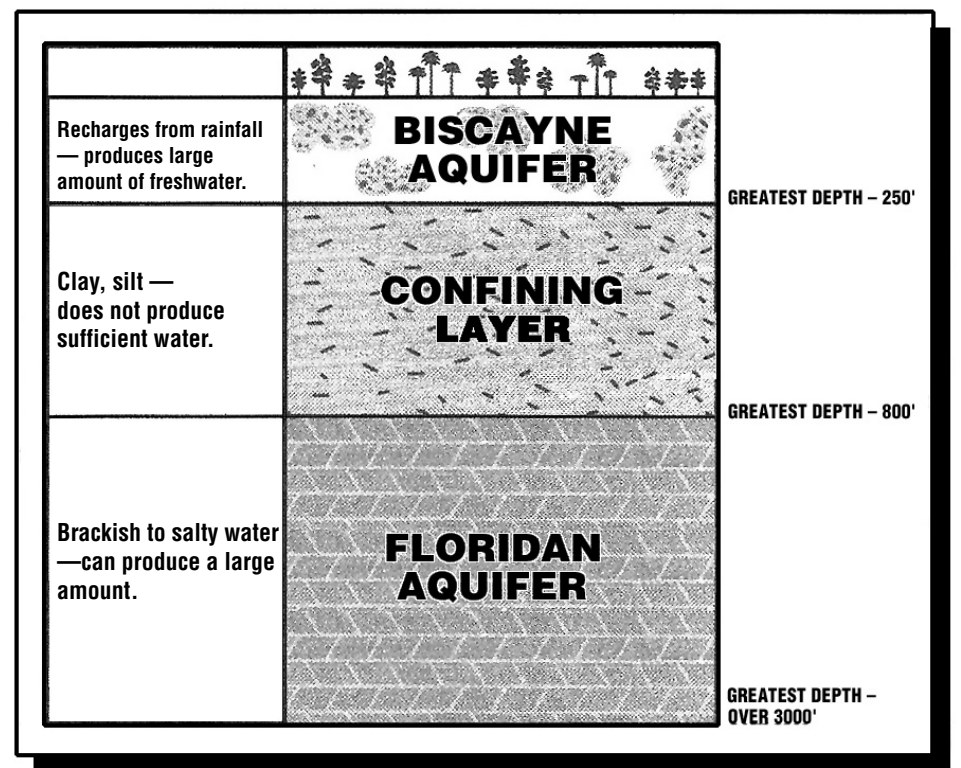 Recharges from rainfall
— produces large
amount of freshwater.
BISCAYNE
AQUIFER
GREATEST DEPTH – 250'
Clay, silt —
does not produce
sufficient water.
CONFINING
LAYER
GREATEST DEPTH – 800'
Brackish to salty water
—can produce a large
amount.
FLORIDAN
AQUIFER
GREATEST DEPTH –
OVER 3000'